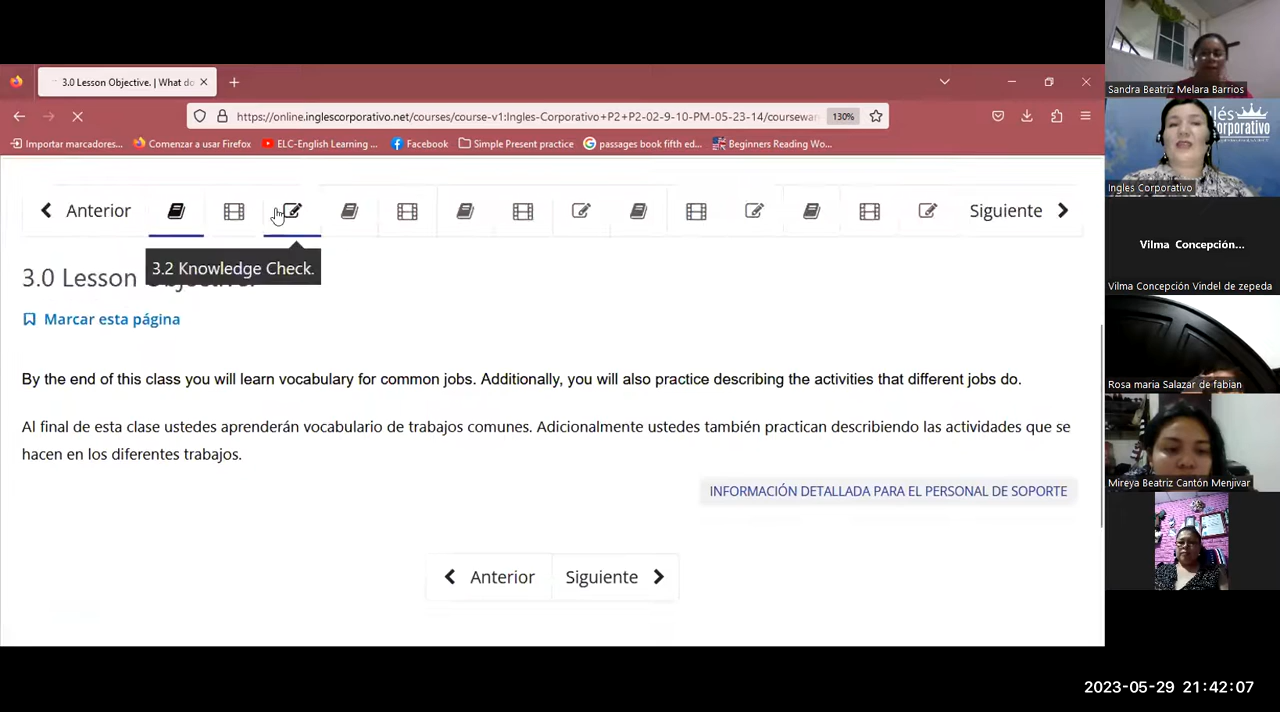 3.0 Lesson Objective. | What do
https://online.inglescorporativo.net/courses/course-v1:Ingles-Corporativo+P2+P2-02-9-10-PM-05-23-14/coursewar
130%
Importar marcadores...
Comenzar a usar Firefox
ELC-English Learning ...
Facebook
Simple Present practice
passages book fifth ed...
Beginners Reading Wo...
Anterior
Siguiente
3.2 Knowledge Check.
3.0 Lesson
Marcar esta página
By the end of this class you will learn vocabulary for common jobs. Additionally, you will also practice describing the activities that different jobs do.
Al final de esta clase ustedes aprenderán vocabulario de trabajos comunes. Adicionalmente ustedes también practican describiendo las actividades que se
hacen en los diferentes trabajos.
INFORMACIÓN DETALLADA PARA EL PERSONAL DE SOPORTE
Anterior
Siguiente
Sandra Beatriz Melara Barrios
Ingles Corporativo
Vilma Concepción...
Vilma Concepción Vindel de zepeda
Rosa maria Salazar de fabian
Mireya Beatriz Cantón Menjivar
2023-05-29 21:42:07